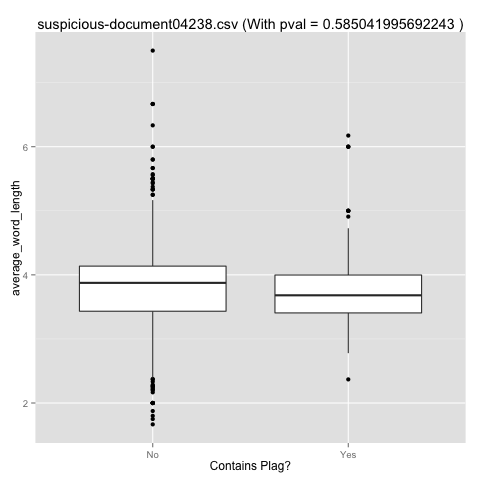 suspicious-document04238.csv (With pval = 0.585041995692243 )
average_word_length
6
4
2
No
Yes
Contains Plag?